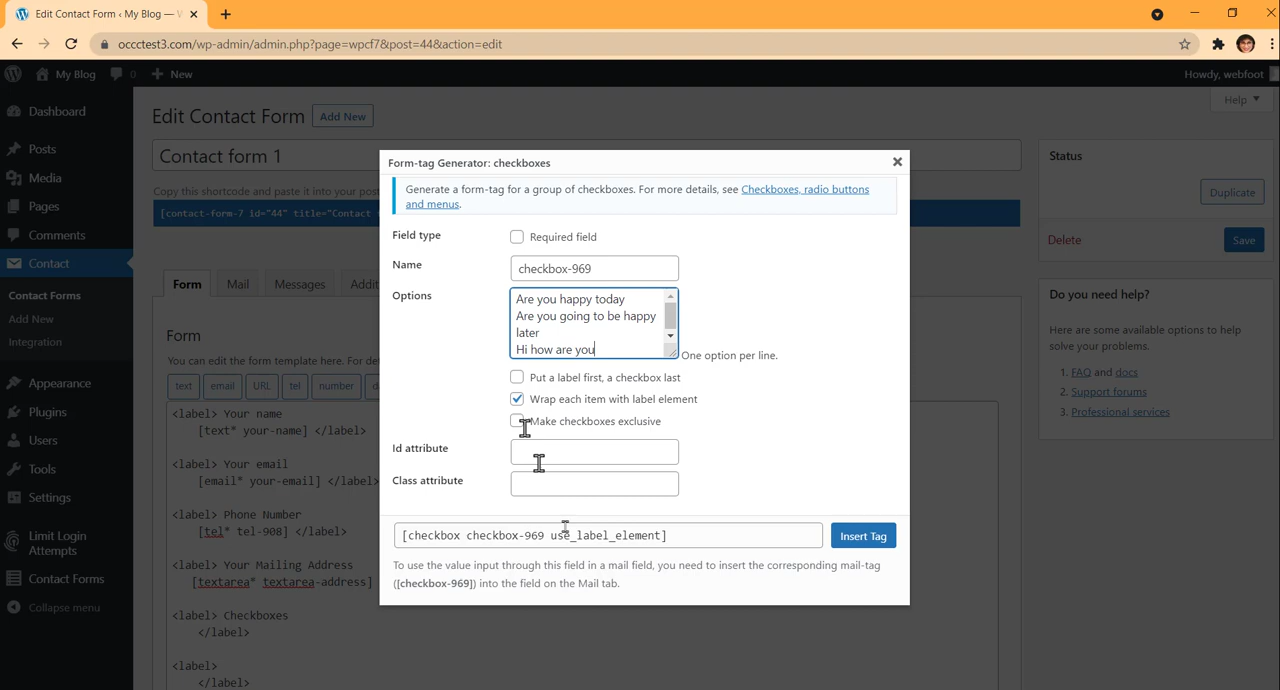 Edit Contact Form ‹ My Blog —
occctest3.com/wp-admin/admin.php?page=wpcf7&post=44&action=edit
My Blog 0 New Howdy, webfoot
Help
Dashboard
Posts
Media
Pages
Comments
Contact
Contact Forms
Add New
Integration
Appearance
Plugins
Users
Tools
Settings
Limit Login
Attempts
Contact Forms
Collapse menu
Edit Contact Form Add New
Contact form 1
Copy this shortcode and paste it into your post
[contact-form-7 id="44" title="Contact
Form Mail Messages Addit
Form
You can edit the form template here. For det
text email URL tel number
<label> Your name
[text* your-name] </label>
<label> Your email
[email* your-email] </label>
<label> Phone Number
[tel* tel-908] </label>
<label> Your Mailing Address
[textarea* textarea-address]
<label> Checkboxes
</label>
<label>
</label>
Form-tag Generator: checkboxes
Generate a form-tag for a group of checkboxes. For more details, see Checkboxes, radio buttons
and menus.
Field type Required field
Name checkbox-969
Options Are you happy today
Are you going to be happy
later
Hi how are you
One option per line.
Put a label first, a checkbox last
Wrap each item with label element
Make checkboxes exclusive
Id attribute
Class attribute
[checkbox checkbox-969 use_label_element]
Insert Tag
To use the value input through this field in a mail field, you need to insert the corresponding mail-tag
([checkbox-969]) into the field on the Mail tab.
Status
Duplicate
Delete Save
Do you need help?
Here are some available options to help
solve your problem.
1. FAQ and docs
2. Support forums
3. Professional services